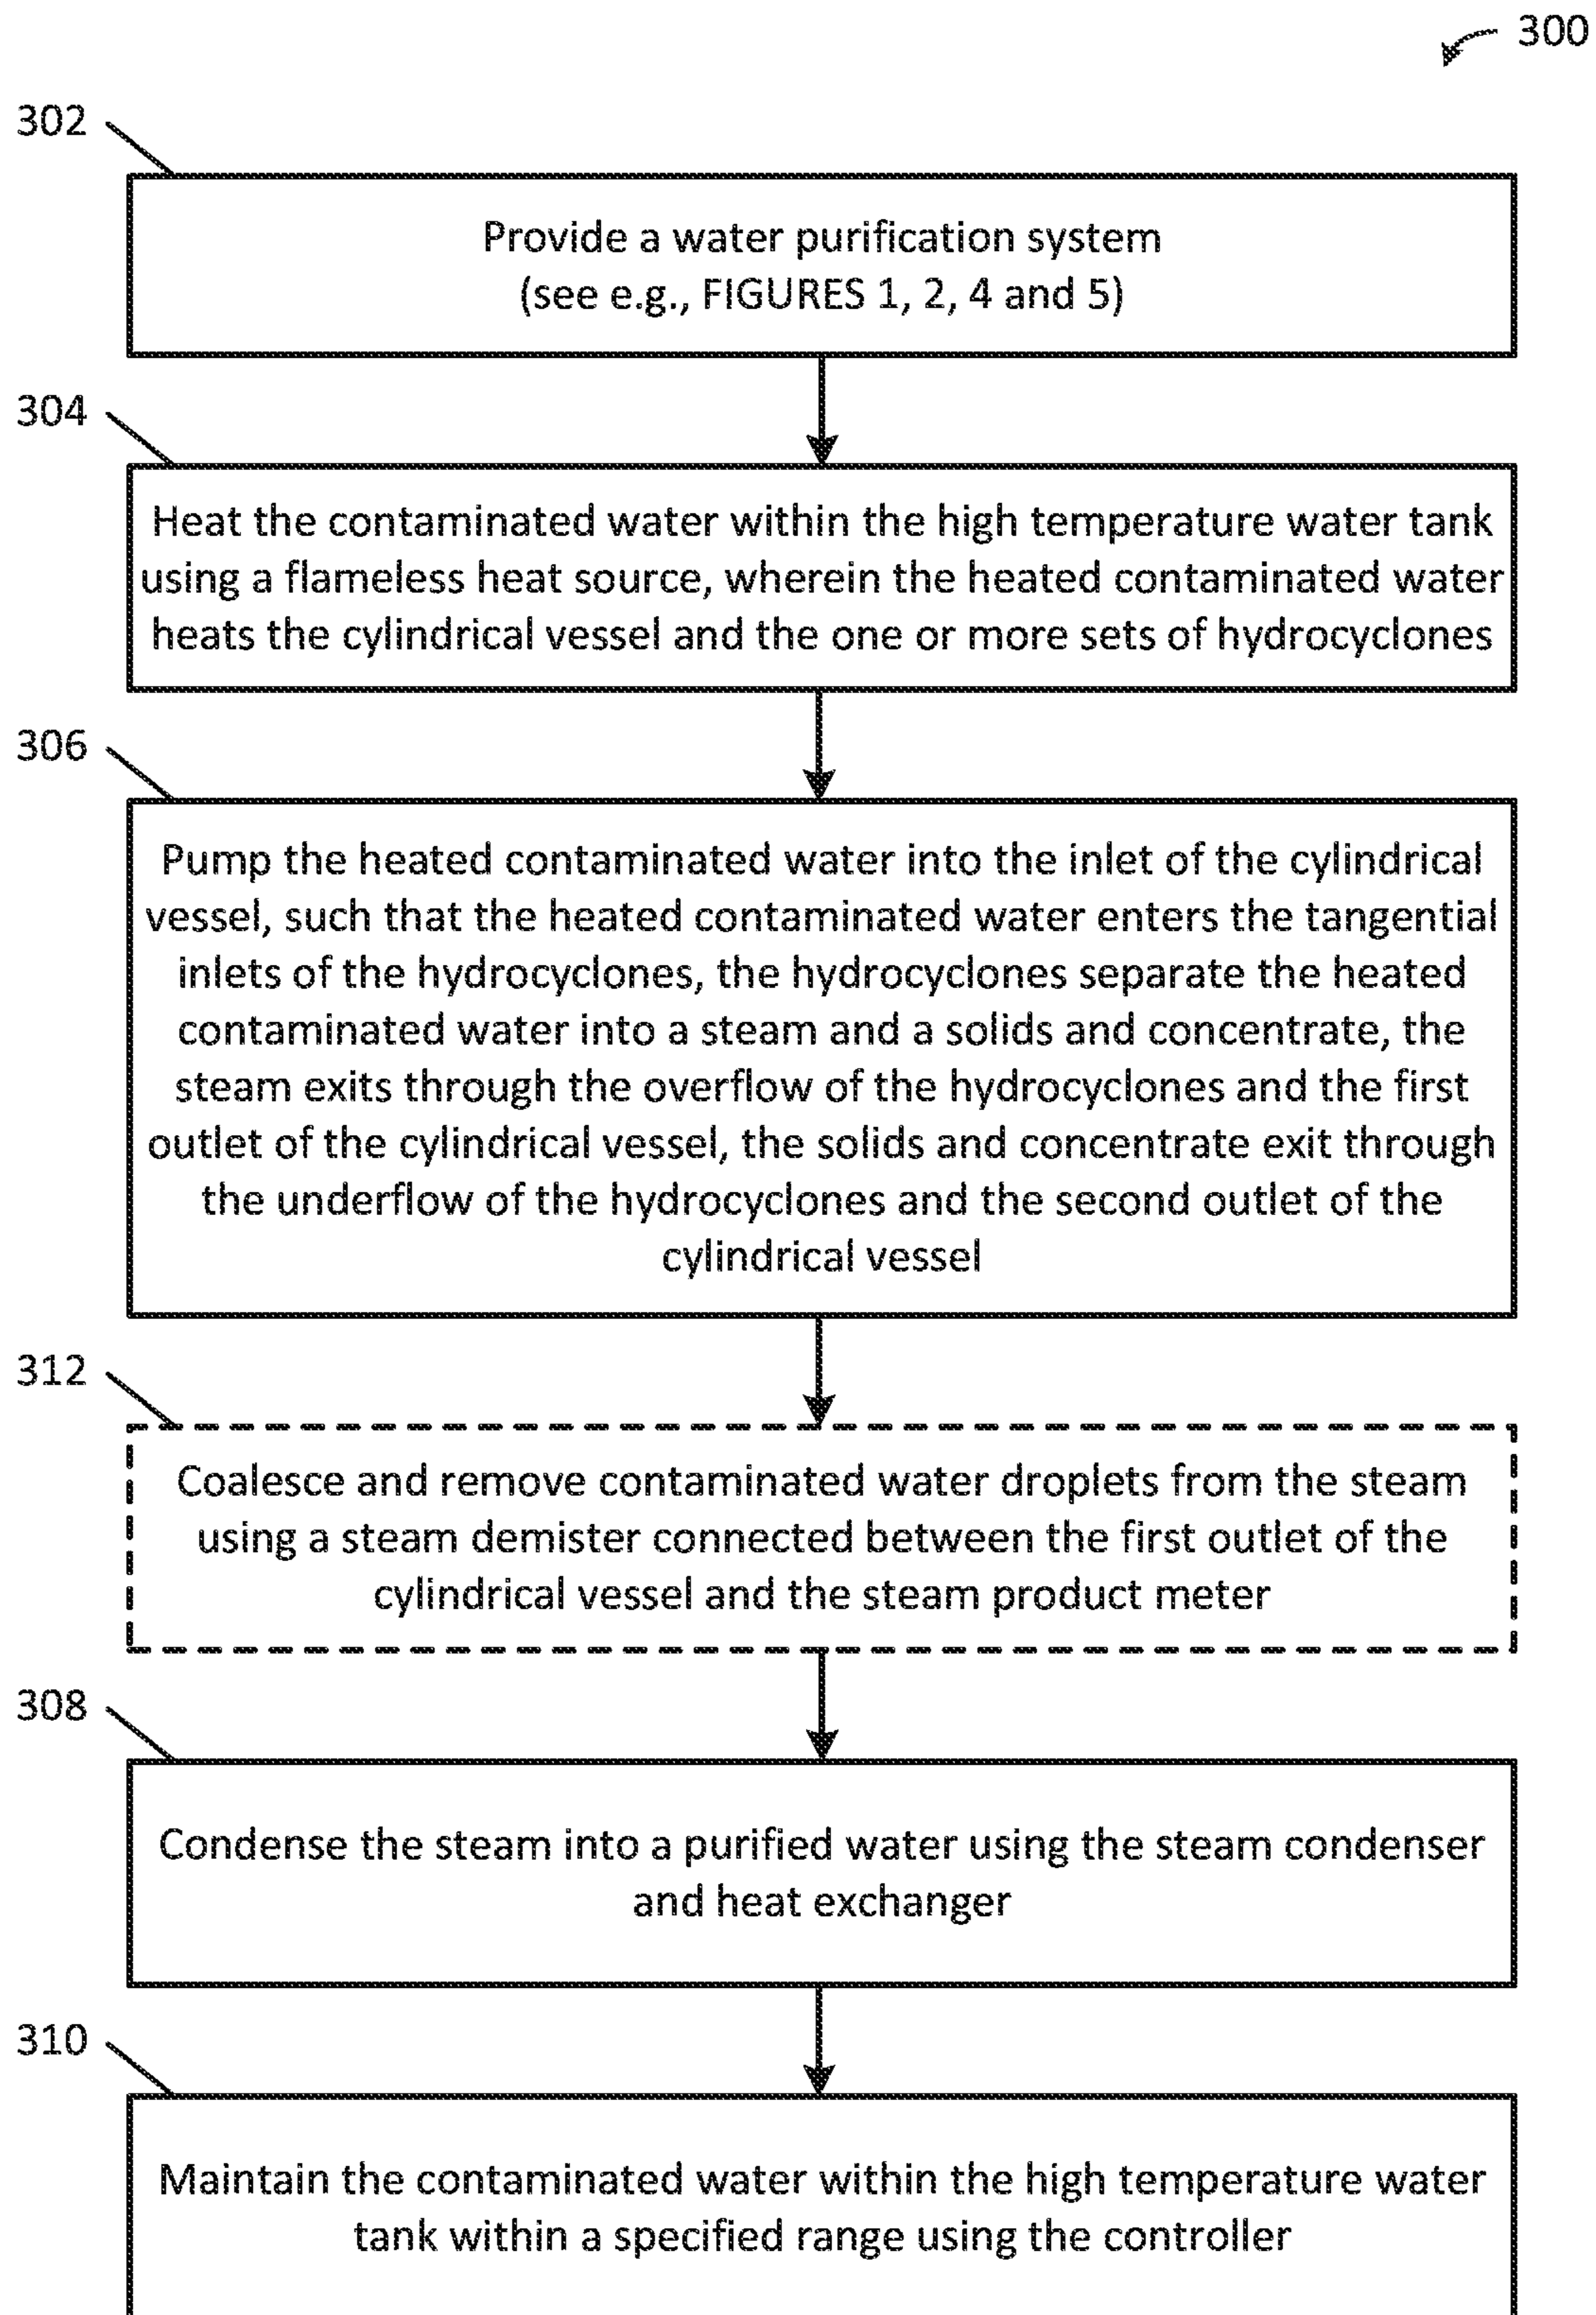 300
302
Provide a water purification system
(see e.g., FIGURES 1, 2, 4 and 5)
304
Heat the contaminated water within the high temperature water tank
using a flameless heat source, wherein the heated contaminated water
heats the cylindrical vessel and the one or more sets of hydrocyclones
306
Pump the heated contaminated water into the inlet of the cylindrical
vessel, such that the heated contaminated water enters the tangential
inlets of the hydrocyclones, the hydrocyclones separate the heated
contaminated water into a steam and a solids and concentrate, the
steam exits through the overflow of the hydrocyclones and the first
outlet of the cylindrical vessel, the solids and concentrate exit through
the underflow of the hydrocyclones and the second outlet of the
cylindrical vessel
312
Coalesce and remove contaminated water droplets from the steam
using a steam demister connected between the first outlet of the
cylindrical vessel and the steam product meter
308
Condense the steam into a purified water using the steam condenser
and heat exchanger
310
Maintain the contaminated water within the high temperature water
tank within a specified range using the controller